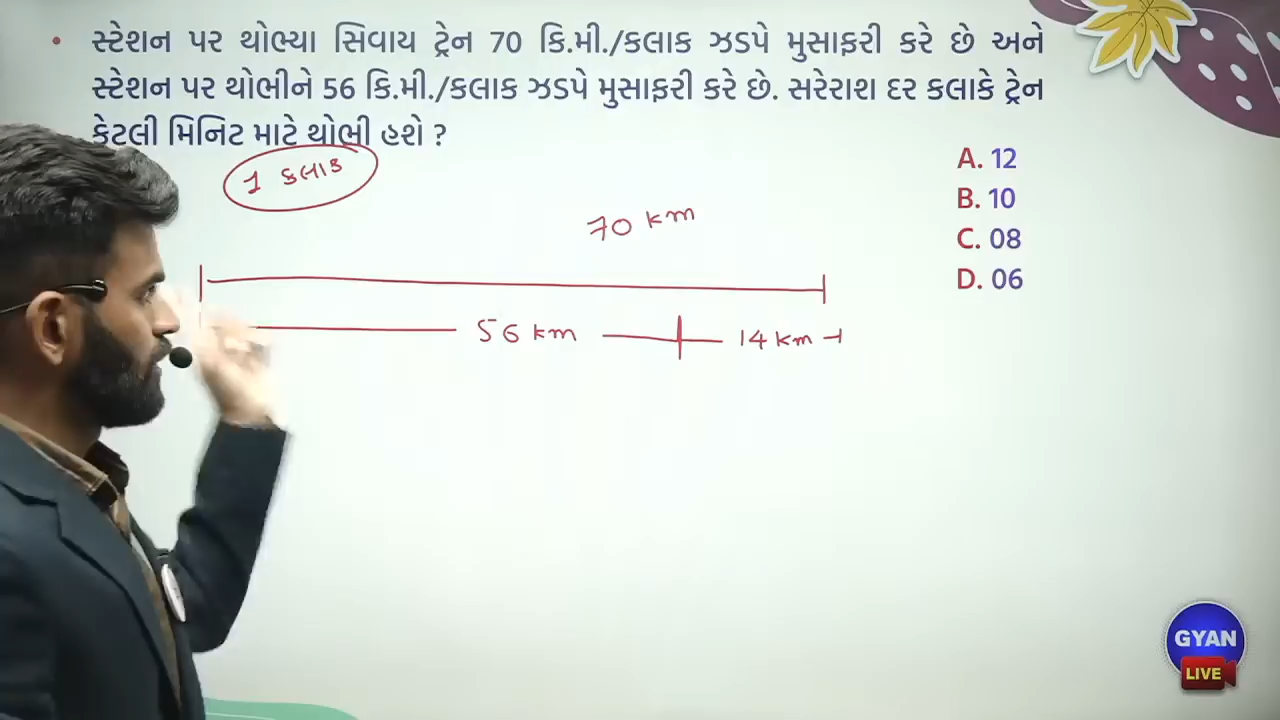 • સ્ટેશન પર થોભ્યા સિવાય ટ્રેન 70 કિ.મી./કલાક ઝડપે મુસાફરી કરે છે અને
સ્ટેશન પર થોભીને 56 કિ.મી./કલાક ઝડપે મુસાફરી કરે છે. સરેરાશ દર કલાકે ટ્રેન
કેટલી મિનિટ માટે થોભી હશે ?
A. 12
B. 10
C. 08
D. 06
1 કલાક
70 km
56 km 14 km
GYAN
LIVE